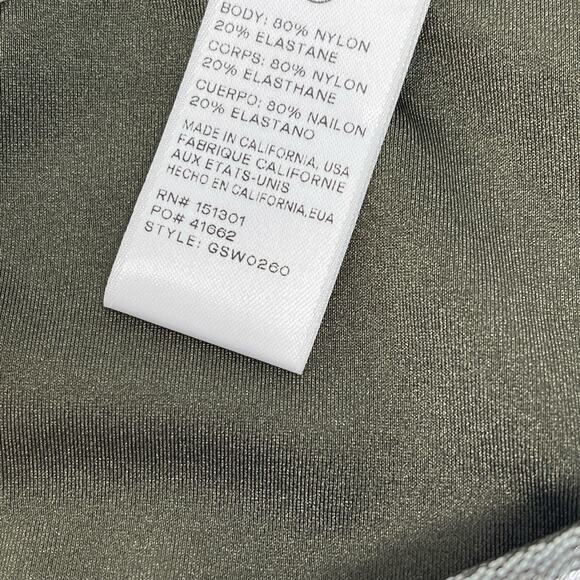 BODY: 80% NYLON
20% ELASTANE
CORPS: 80% NYLON
20% ELASTHANE
CUERPO: 80% NAILON
20% ELASTANO
MADE IN CALIFORNIA, USA
FABRIQUE CALIFORNIE
AUX ETATS-UNIS
HECHO EN CALIFORNIA,EUA
RN# 151301
PO# 41662
STYLE: GSW0260